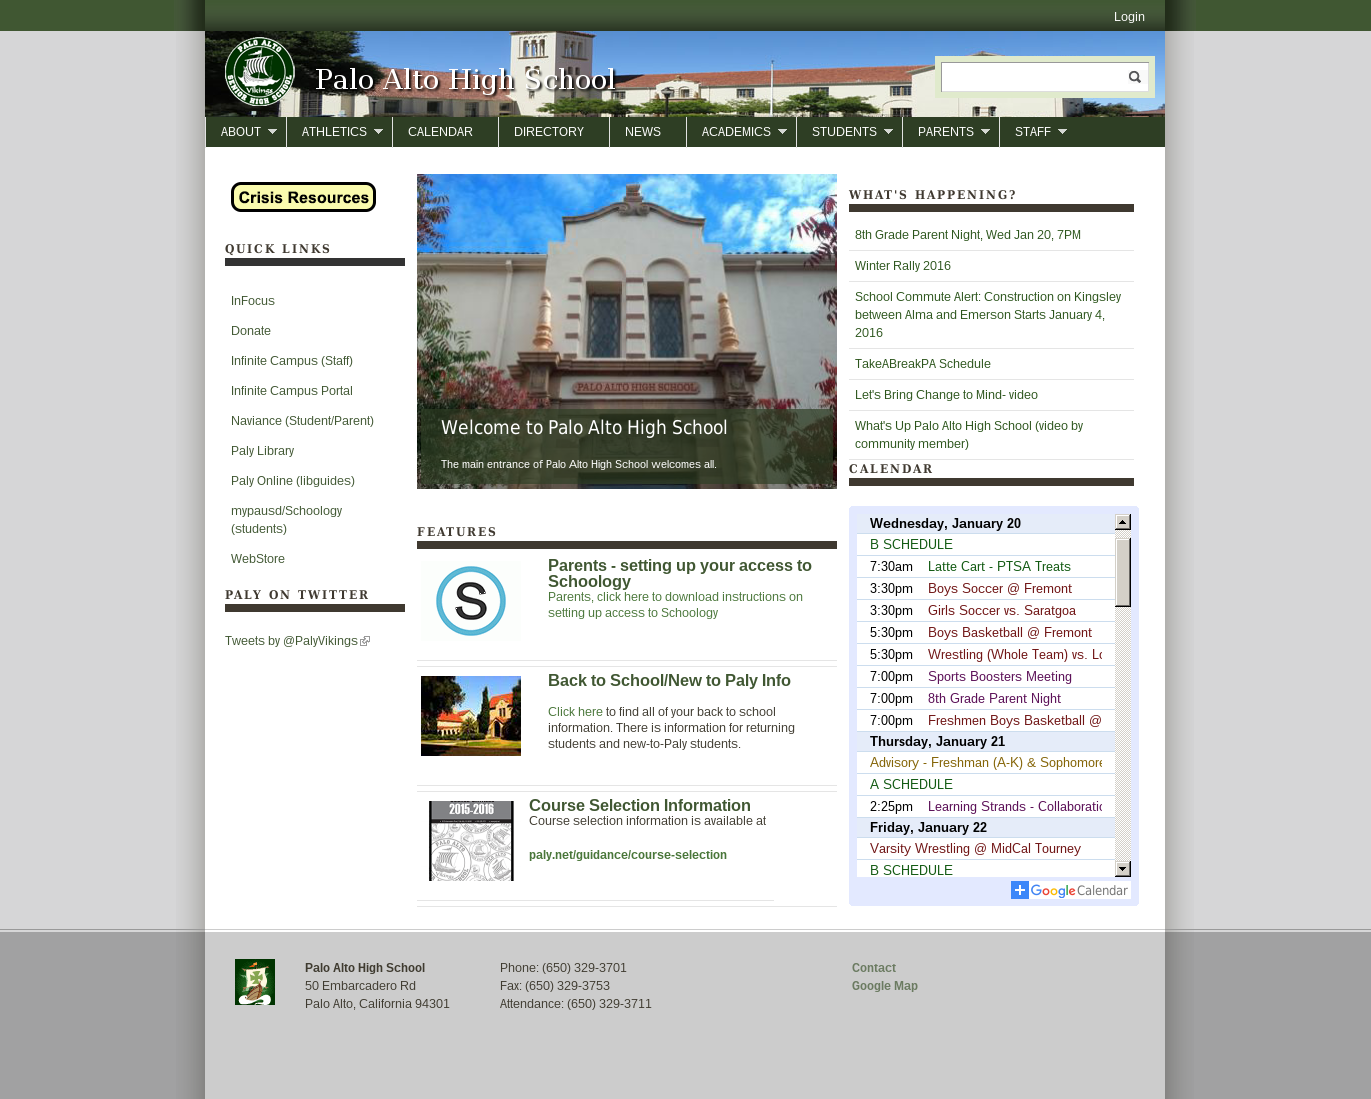 Login
PALO ALTO
SENIOR HIGH SCHOOL
Vikings
Palo Alto High School
ABOUT
ATHLETICS
CALENDAR
DIRECTORY
NEWS
ACADEMICS
STUDENTS
PARENTS
STAFF
Crisis Resources
QUICK LINKS
InFocus
Donate
Infinite Campus (Staff)
Infinite Campus Portal
Naviance (Student/Parent)
Paly Library
Paly Online (libguides)
mypausd/Schoology
(students)
WebStore
PALY ON TWITTER
Tweets by @PalyVikings
PALO ALTO HIGH SCHOOL
Welcome to Palo Alto High School
The main entrance of Palo Alto High School welcomes all.
FEATURES
S
Parents - setting up your access to
Schoology
Parents, click here to download instructions on
setting up access to Schoology
Back to School/New to Paly Info
Click here to find all of your back to school
information. There is information for returning
students and new-to-Paly students.
2015-2016
Course Selection Information
Course selection information is available at
paly.net/guidance/course-selection
WHAT'S HAPPENING?
8th Grade Parent Night, Wed Jan 20, 7PM
Winter Rally 2016
School Commute Alert: Construction on Kingsley
between Alma and Emerson Starts January 4,
2016
TakeABreakPA Schedule
Let's Bring Change to Mind- video
What's Up Palo Alto High School (video by
community member)
CALENDAR
Wednesday, January 20
B SCHEDULE
7:30am Latte Cart - PTSA Treats
3:30pm Boys Soccer @ Fremont
3:30pm Girls Soccer vs. Saratgoa
5:30pm Boys Basketball @ Fremont
5:30pm Wrestling (Whole Team) vs. Lo
7:00pm Sports Boosters Meeting
7:00pm 8th Grade Parent Night
7:00pm Freshmen Boys Basketball @
Thursday, January 21
Advisory - Freshman (A-K) & Sophomore
A SCHEDULE
2:25pm Learning Strands - Collaboratio
Friday, January 22
Varsity Wrestling @ MidCal Tourney
B SCHEDULE
Google Calendar
Palo Alto High School
50 Embarcadero Rd
Palo Alto, California 94301
Phone: (650) 329-3701
Fax: (650) 329-3753
Attendance: (650) 329-3711
Contact
Google Map